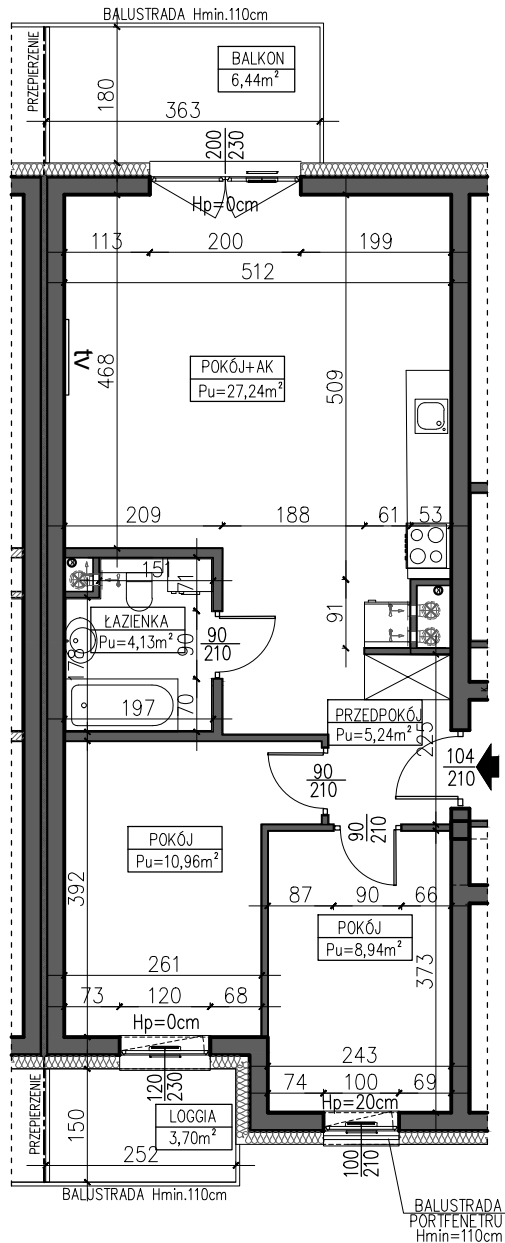 BALUSTRADA Hmin.110cm
PRZEPIERZENIE
BALKON
6,44m²
180
363
200
230
Hp=0cm
113
200
199
512
tv
468
POKÓJ+AK
Pu=27,24m²
509
209
188
61
53
151
71
ŁAZIENKA
Pu=4,13m²
90
90
210
91
178
197
70
PRZEDPOKÓJ
Pu=5,24m²
225
104
210
90
210
90
210
POKÓJ
Pu=10,96m²
392
87
90
66
POKÓJ
Pu=8,94m²
373
261
73
120
68
Hp=0cm
243
74
100
69
Hp=20cm
120
230
PRZEPIERZENIE
150
LOGGIA
3,70m²
252
100
210
BALUSTRADA Hmin.110cm
BALUSTRADA
PORTFENETRU
Hmin=110cm